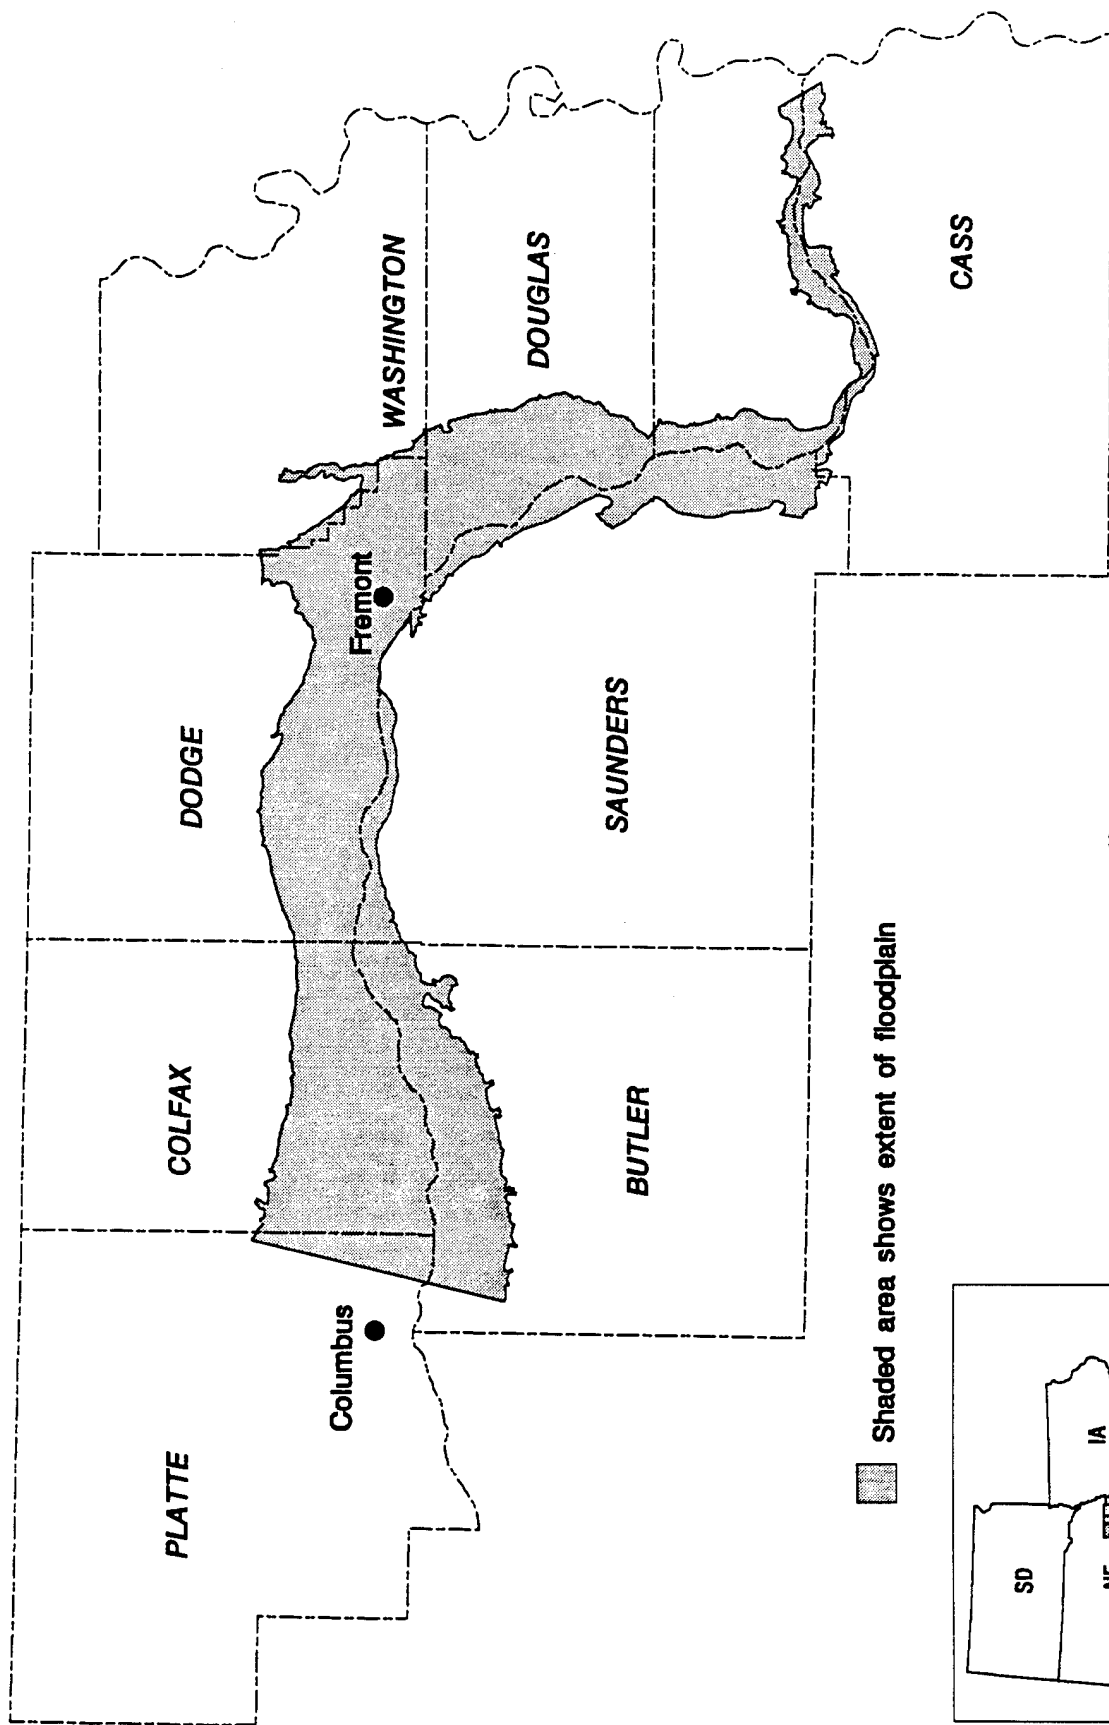 PLATTE
COLFAX
DODGE
WASHINGTON
DOUGLAS
Columbus
Fremont
BUTLER
SAUNDERS
CASS
Shaded area shows extent of floodplain
SD
IA